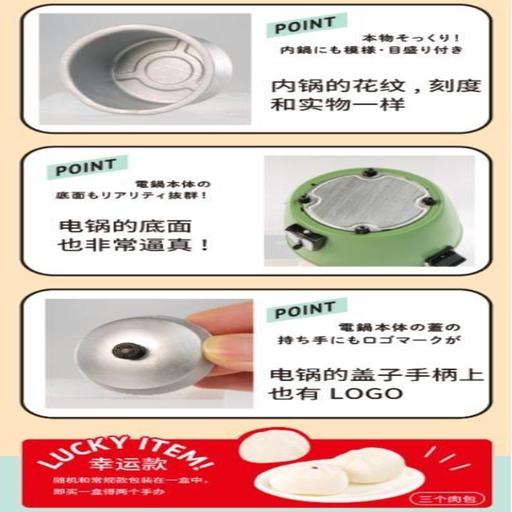 POINT
本物そっくり!
内鍋にも模様・目盛り付き
内锅的花纹，刻度
和实物一样
POINT
電鍋本体の
底面もリアリティ抜群!
电锅的底面
也非常逼真！
POINT
電鍋本体の蓋の
持ち手にもロゴマークが
电锅的盖子手柄上
也有 LOGO
LUCKY ITEM!
幸运款
随机和常规款包装在一盒中,
即买一盒得两个手办
三个肉包